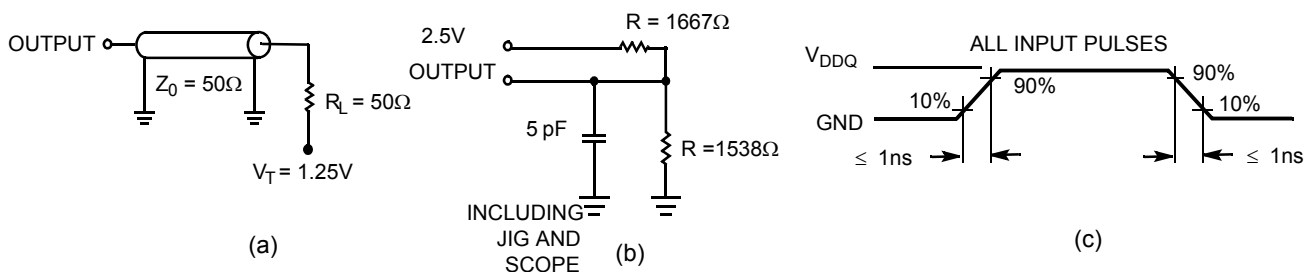 OUTPUT
Z0 = 50Ω
RL = 50Ω
VT = 1.25V
(a)
R = 1667Ω
2.5V
OUTPUT
5 pF
R =1538Ω
INCLUDING
JIG AND
SCOPE
(b)
ALL INPUT PULSES
VDDQ
90%
10%
90%
10%
GND
≤ 1ns
≤ 1ns
(c)